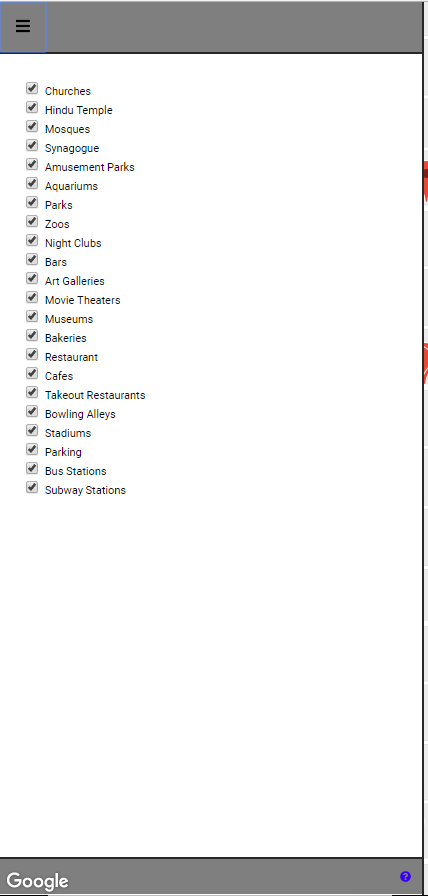 Churches
Hindu Temple
Mosques
Synagogue
Amusement Parks
Aquariums
Parks
Zoos
Night Clubs
Bars
Art Galleries
Movie Theaters
Museums
Bakeries
Restaurant
Cafes
Takeout Restaurants
Bowling Alleys
Stadiums
Parking
Bus Stations
Subway Stations
Google ?